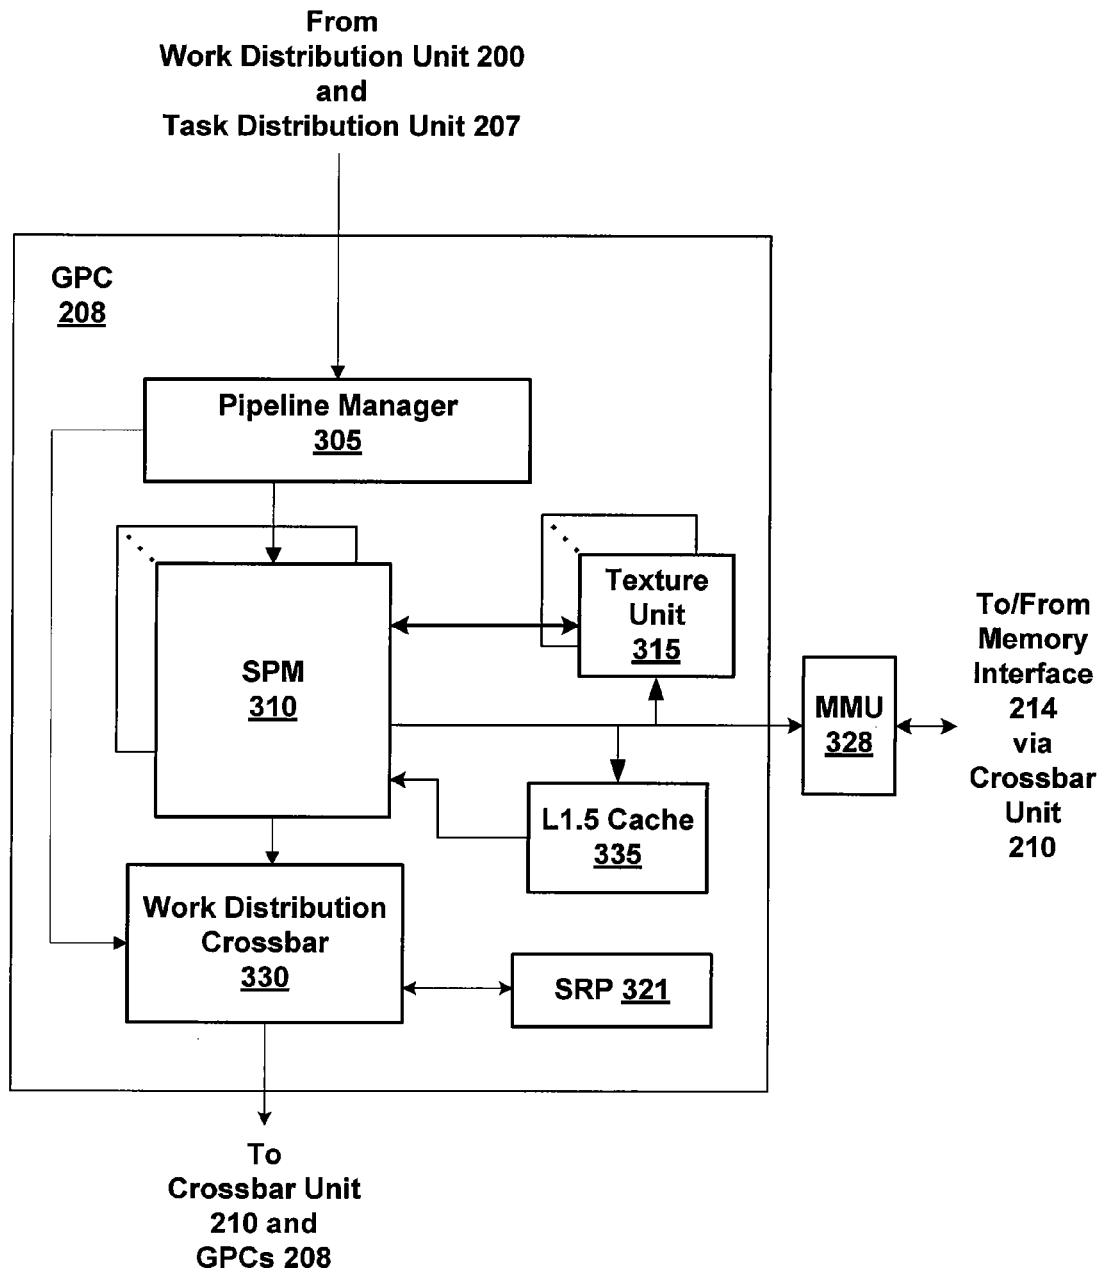 From
Work Distribution Unit 200
and
Task Distribution Unit 207
GPC
208
Pipeline Manager
305
Texture
Unit
315
SPM
310
To/From
Memory
Interface
214
via
Crossbar
Unit
210
MMU
328
L1.5 Cache
335
Work Distribution
Crossbar
330
SRP 321
To
Crossbar Unit
210 and
GPCs 208